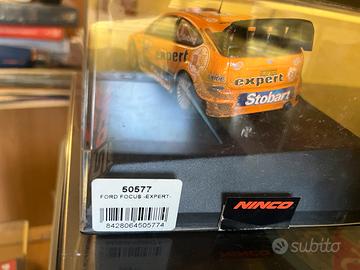 expert
expert
Stobart
50577
FORD FOCUS -EXPERT-
8428064505774
NINCO
subito